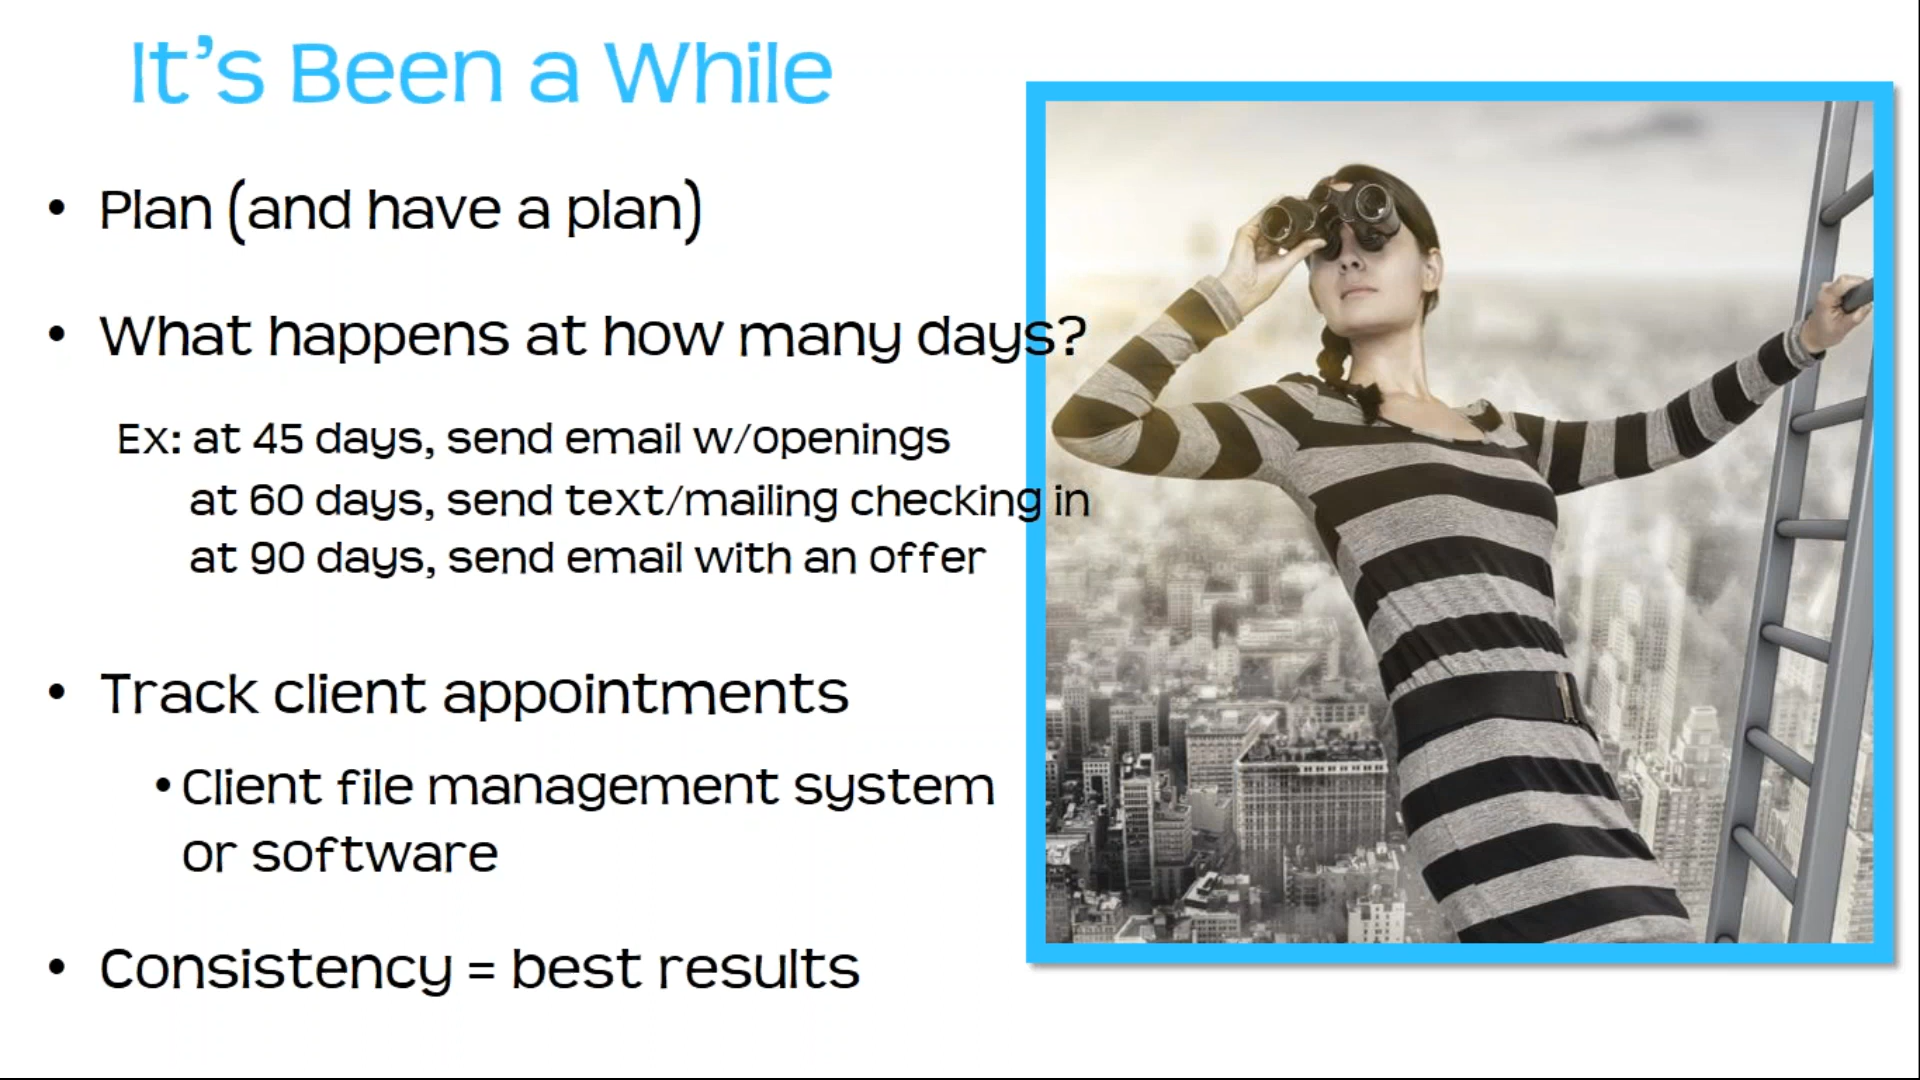 It's Been a While
• Plan (and have a plan)
• What happens at how many days?
Ex: at 45 days, send email w/openings
at 60 days, send text/mailing checking in
at 90 days, send email with an offer
• Track client appointments
• Client file management system
or software
• Consistency = best results